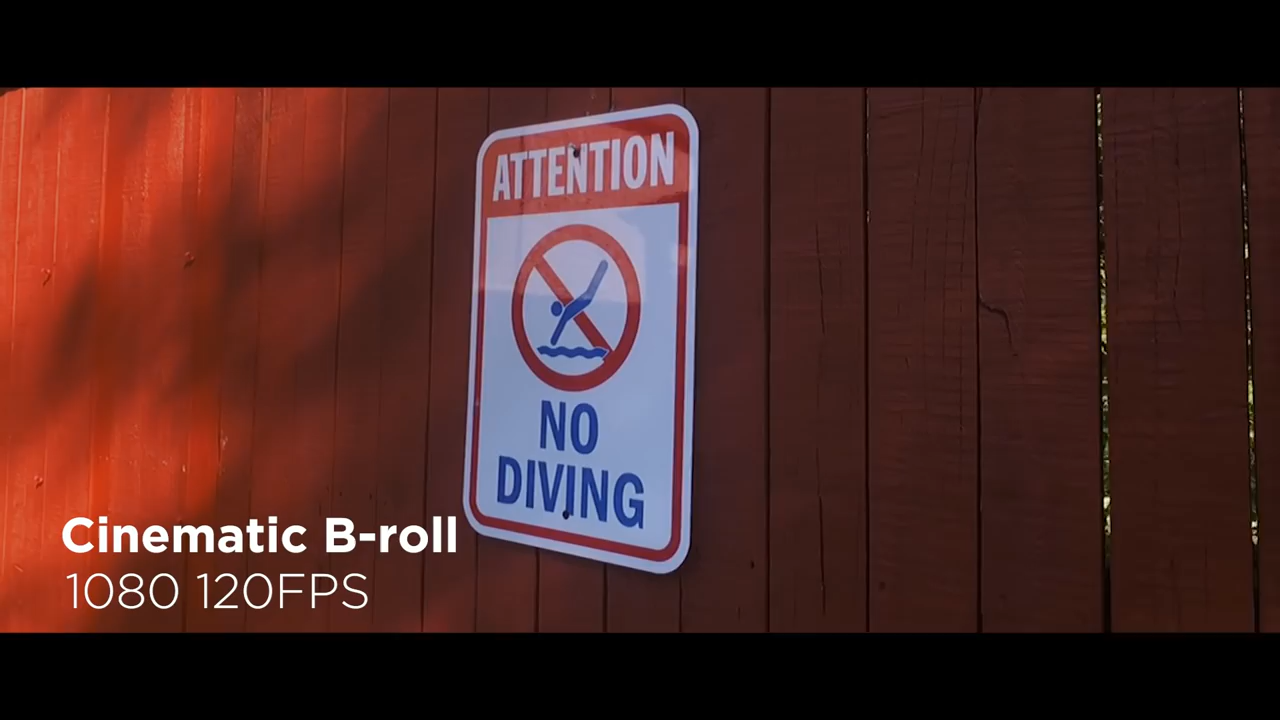 ATTENTION
NO
DIVING
Cinematic B-roll
1080 120FPS